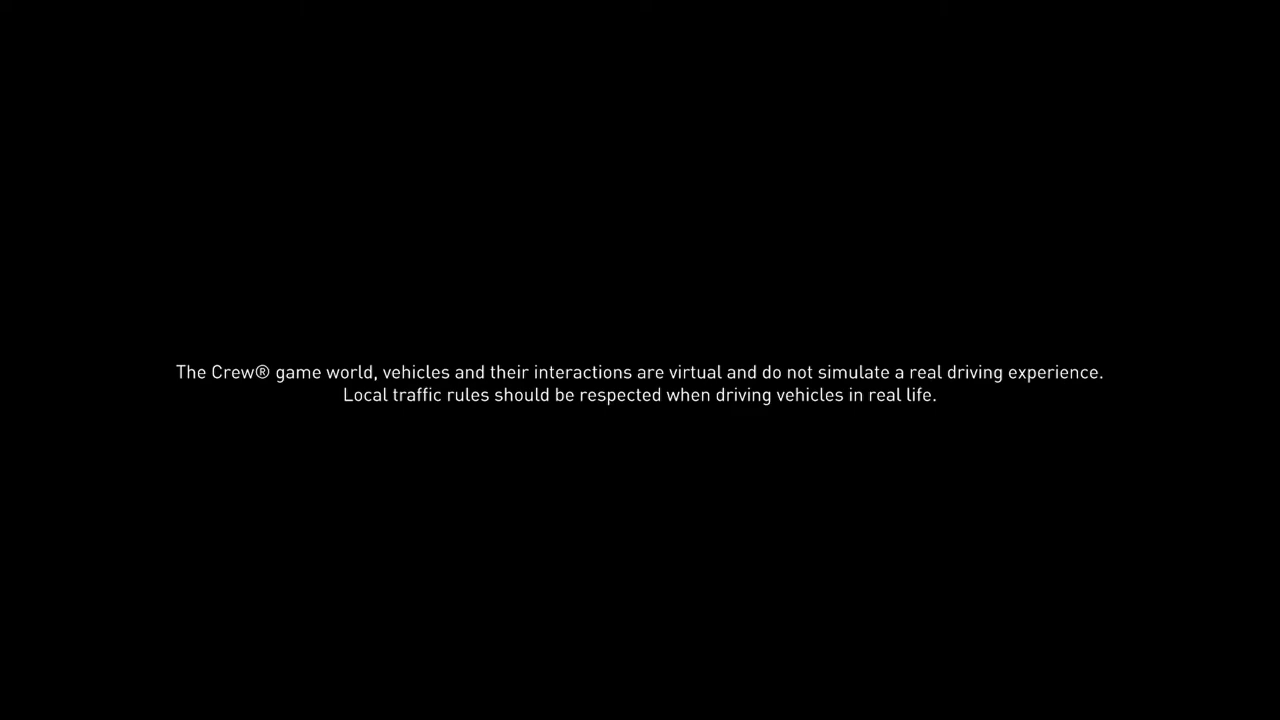 The Crew® game world, vehicles and their interactions are virtual and do not simulate a real driving experience.
Local traffic rules should be respected when driving vehicles in real life.